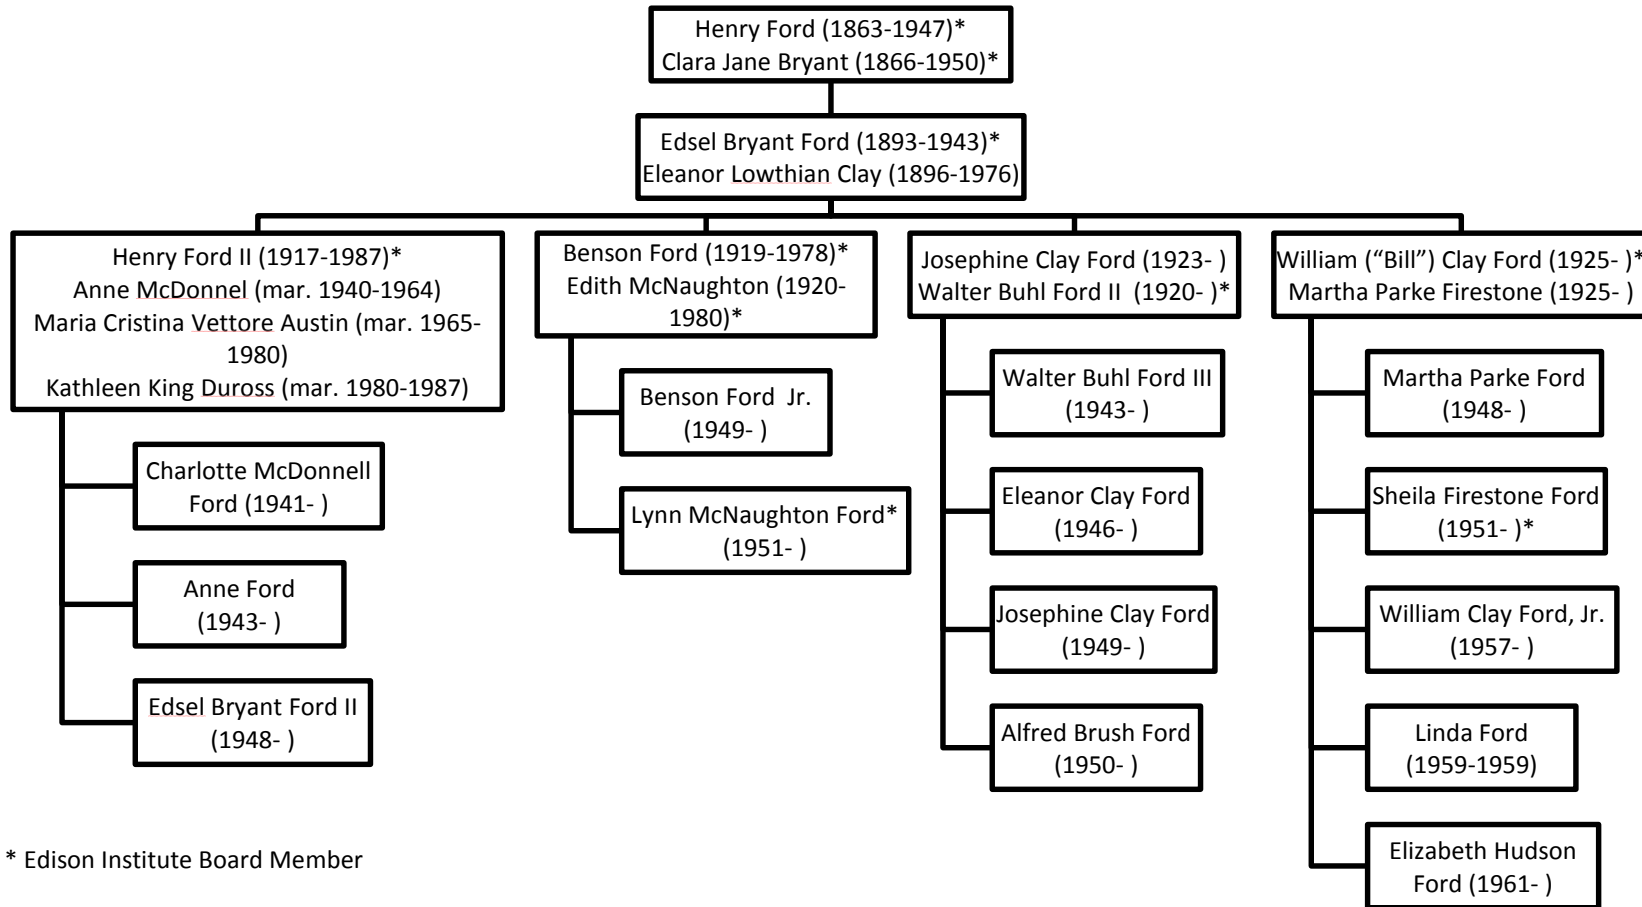 Henry Ford (1863-1947)*
Clara Jane Bryant (1866-1950)*
Edsel Bryant Ford (1893-1943)*
Eleanor Lowthian Clay (1896-1976)
Henry Ford II (1917-1987)*
Anne McDonnel (mar. 1940-1964)
Maria Cristina Vettore Austin (mar. 1965-
1980)
Kathleen King Duross (mar. 1980-1987)
Charlotte McDonnell
Ford (1941- )
Anne Ford
(1943- )
Edsel Bryant Ford II
(1948- )
Benson Ford (1919-1978)*
Edith McNaughton (1920-
1980)*
Benson Ford  Jr.
(1949- )
Lynn McNaughton Ford*
(1951- )
Josephine Clay Ford (1923- )
Walter Buhl Ford II  (1920- )*
Walter Buhl Ford III
(1943- )
Eleanor Clay Ford
(1946- )
Josephine Clay Ford
(1949- )
Alfred Brush Ford
(1950- )
William (“Bill”) Clay Ford (1925- )*
Martha Parke Firestone (1925- )
Martha Parke Ford
(1948- )
Sheila Firestone Ford
(1951- )*
William Clay Ford, Jr.
(1957- )
Linda Ford
(1959-1959)
Elizabeth Hudson
Ford (1961- )
* Edison Institute Board Member